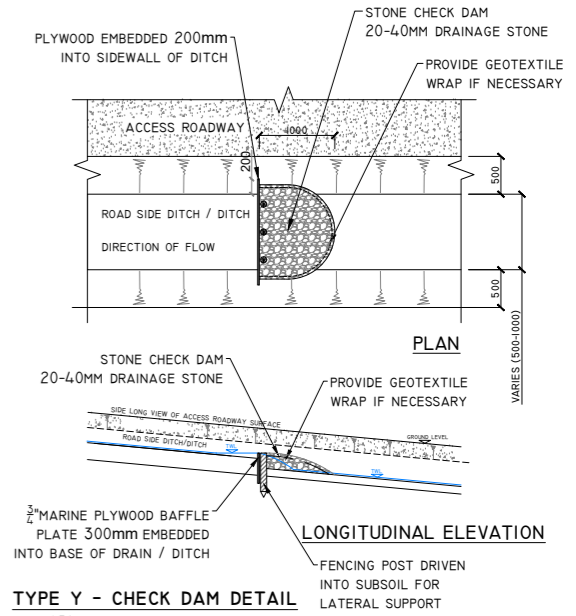 STONE CHECK DAM
20-40MM DRAINAGE STONE
PLYWOOD EMBEDDED 200mm
INTO SIDEWALL OF DITCH
PROVIDE GEOTEXTILE
WRAP IF NECESSARY
ACCESS ROADWAY
1000
200
500
ROAD SIDE DITCH / DITCH
DIRECTION OF FLOW
500
VARIES (500-1000)
PLAN
STONE CHECK DAM
20-40MM DRAINAGE STONE
PROVIDE GEOTEXTILE
WRAP IF NECESSARY
SIDE LONG VIEW OF ACCESS ROADWAY SURFACE
GROUND LEVEL
ROAD SIDE DITCH/DITCH
TWL
TWL
3/4"MARINE PLYWOOD BAFFLE
PLATE 300mm EMBEDDED
INTO BASE OF DRAIN / DITCH
LONGITUDINAL ELEVATION
FENCING POST DRIVEN
INTO SUBSOIL FOR
LATERAL SUPPORT
TYPE Y - CHECK DAM DETAIL